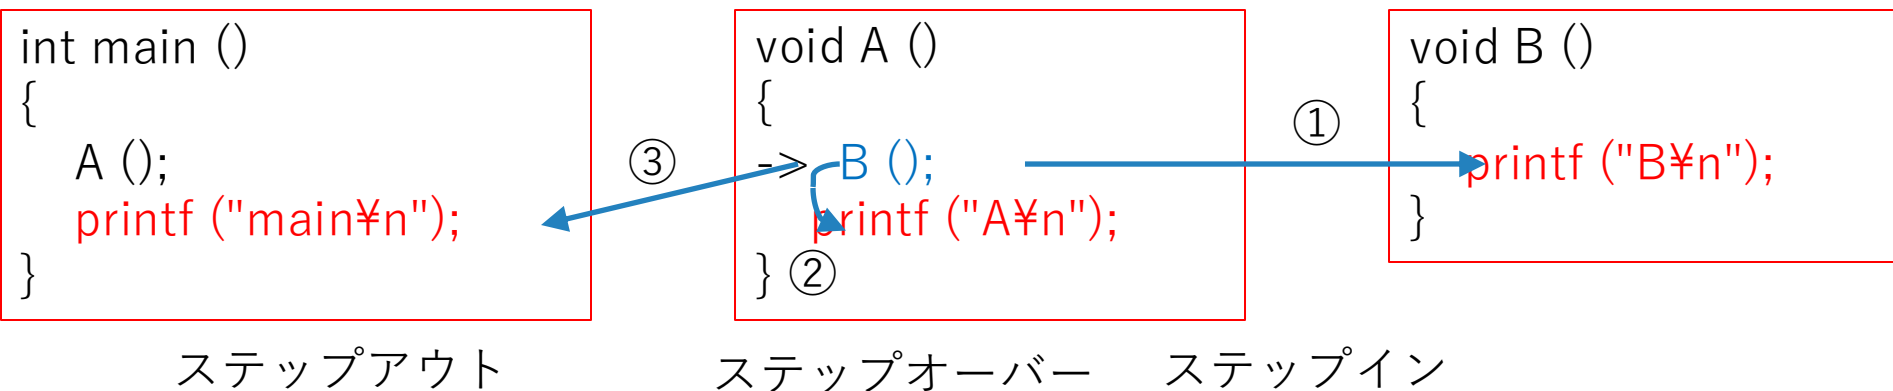 int main ()
{
A ();
printf ("main¥n");
}
③
void A ()
{
-> B ();
printf ("A¥n");
} ②
①
void B ()
{
printf ("B¥n");
}
ステップアウト
ステップオーバー
ステップイン